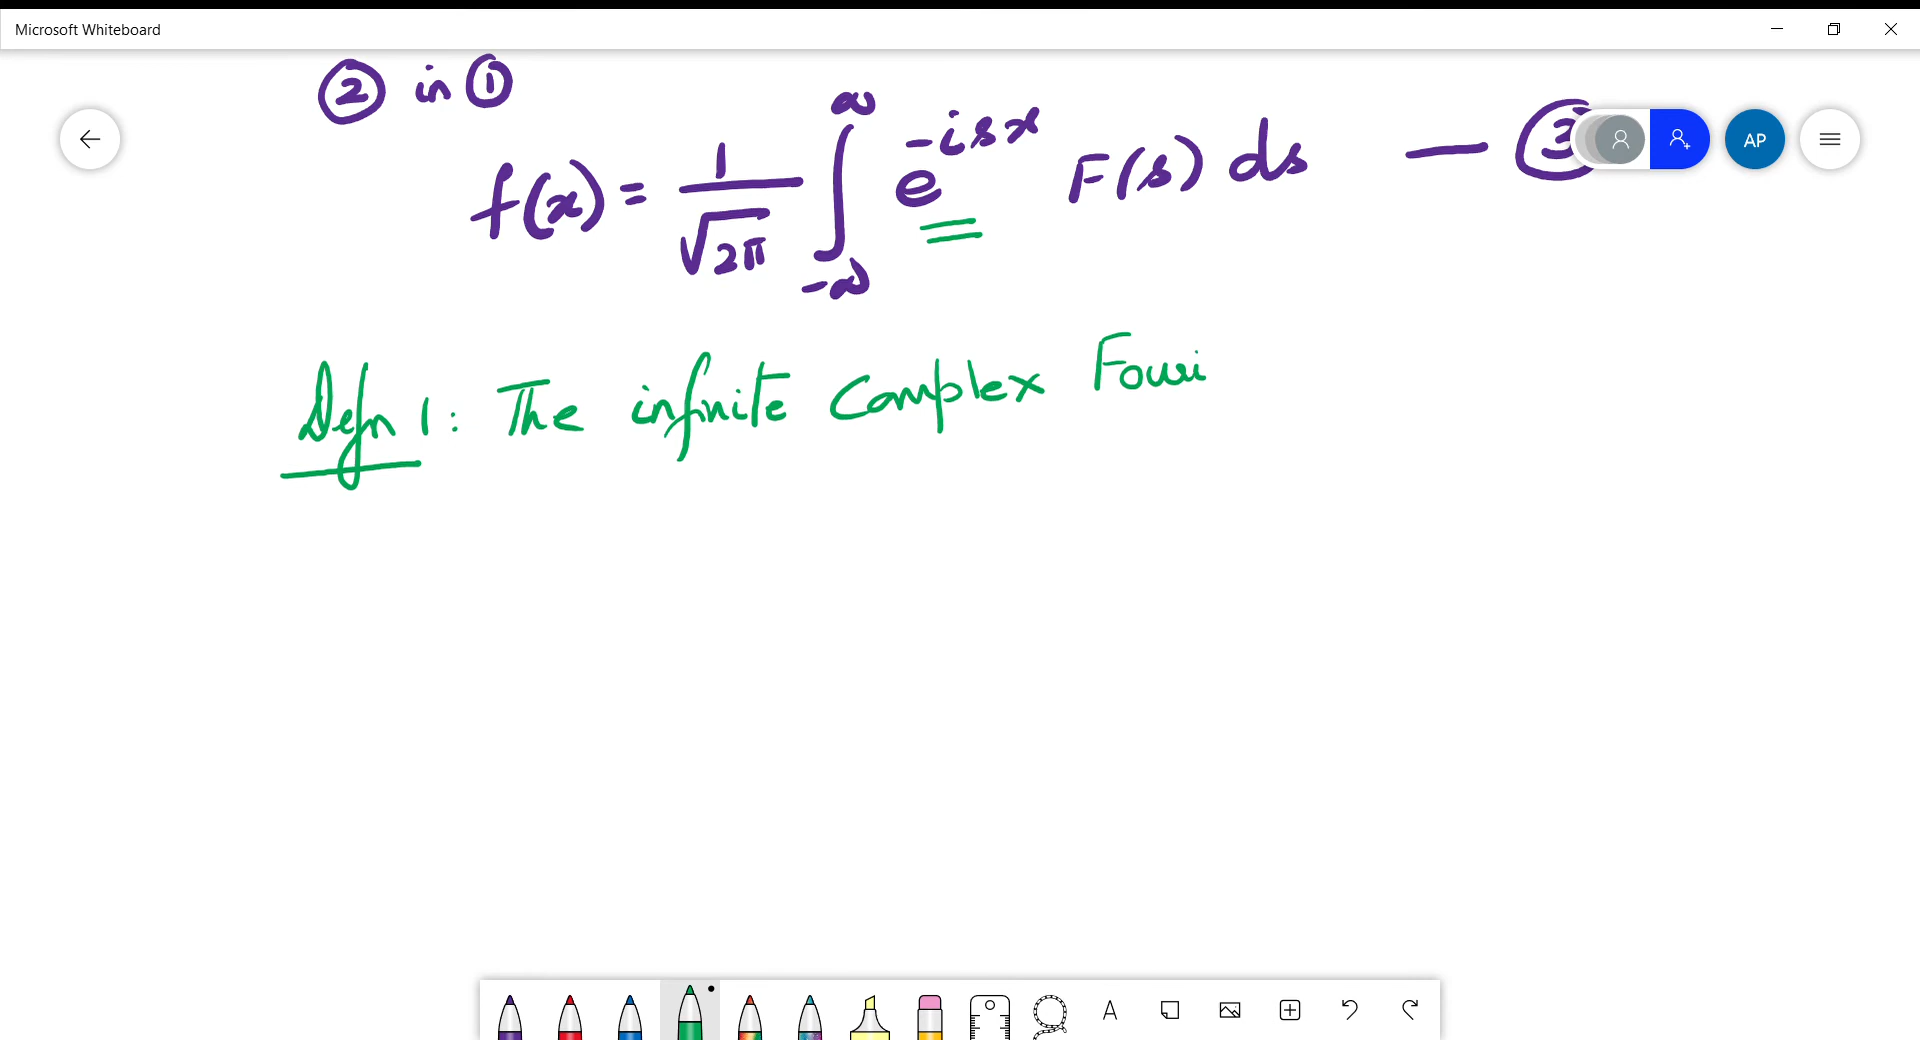 Microsoft Whiteboard
② in ①
f(x) = 1/√2π ∫_{-∞}^{∞} e^{-isx} F(s) ds — ③
AP
Defn 1: The infinite Complex Fouri
A